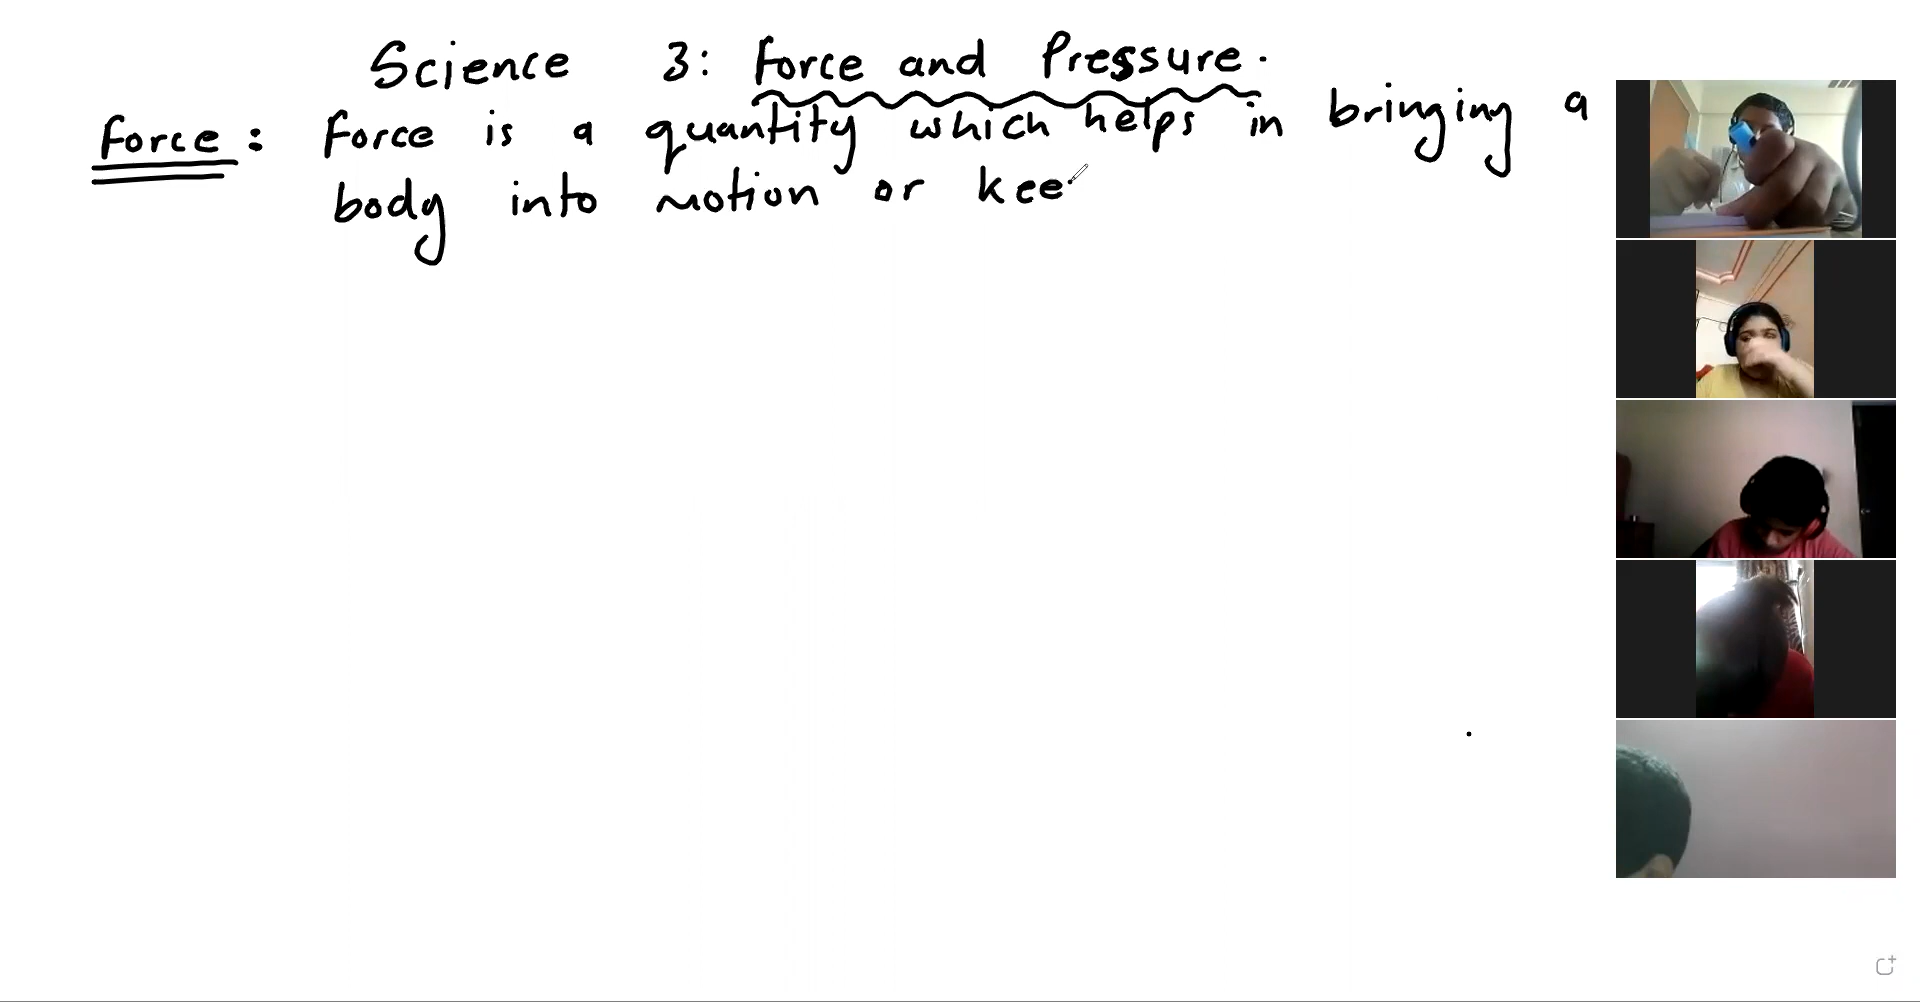 Science 3: Force and Pressure.
Force: Force is a quantity which helps in bringing a
body into motion or kee